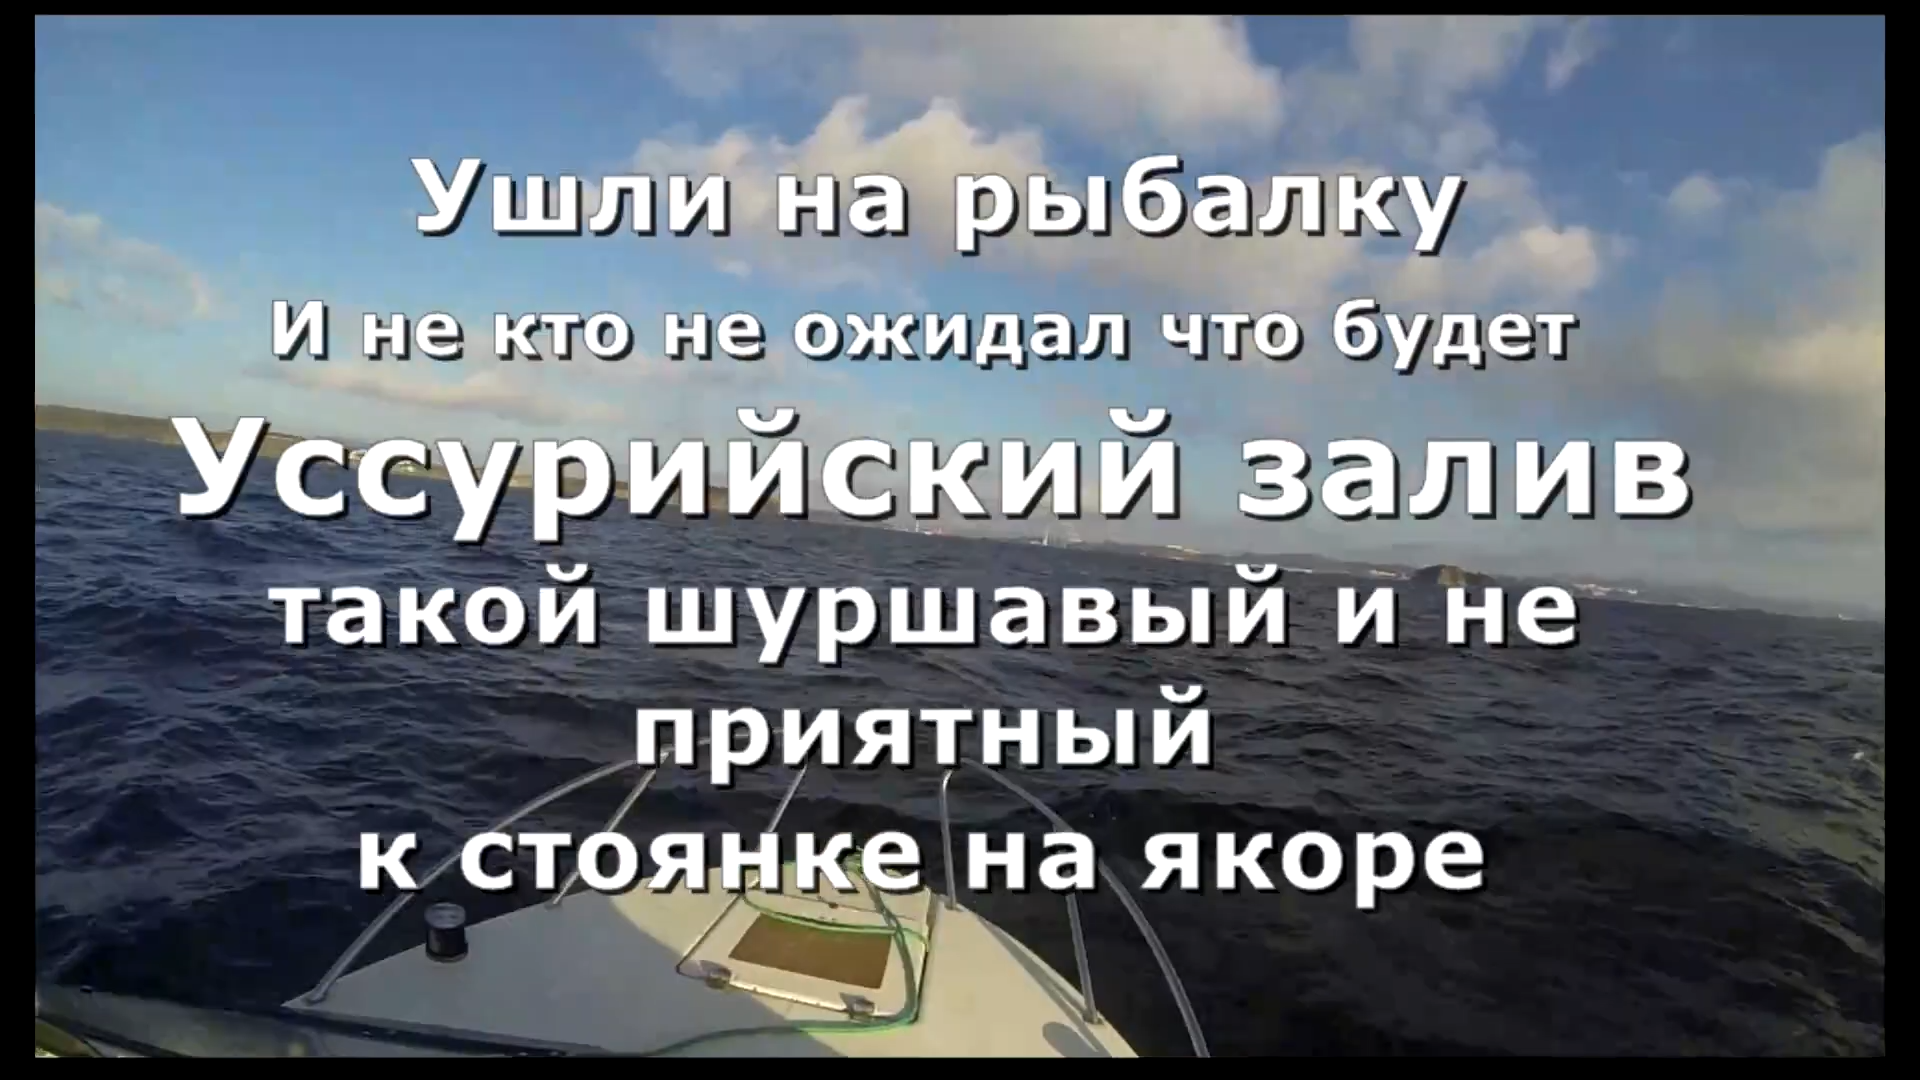 Ушли на рыбалку
И не кто не ожидал что будет
Уссурийский залив
такой шуршавый и не
приятный
к стоянке на якоре